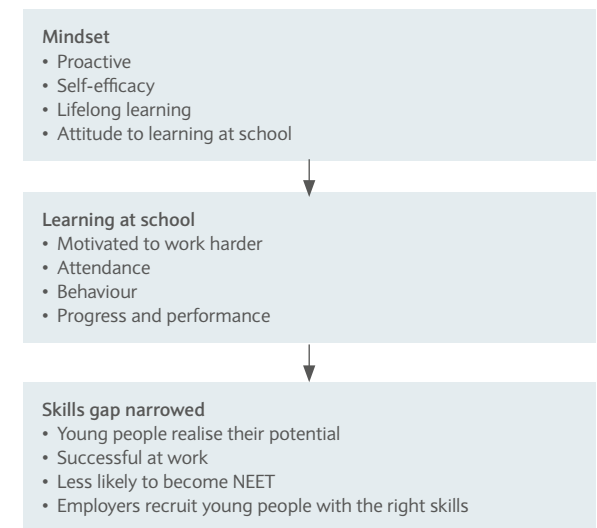 Mindset
• Proactive
• Self-efficacy
• Lifelong learning
• Attitude to learning at school
Learning at school
• Motivated to work harder
• Attendance
• Behaviour
• Progress and performance
Skills gap narrowed
• Young people realise their potential
• Successful at work
• Less likely to become NEET
• Employers recruit young people with the right skills